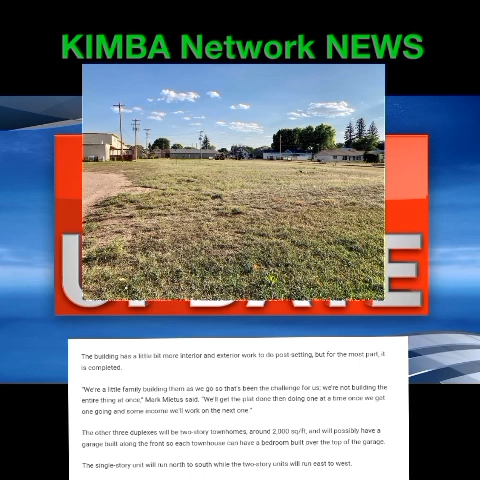 KIMBA Network NEWS
UPDATE
The building has a little bit more interior and exterior work to do post-setting, but for the most part, it
is completed.
"We're a little family building them as we go so that's been the challenge for us; we're not building the
entire thing at once," Mark Mietus said. "We'll get the plat done then doing one at a time once we get
one going and some income we'll work on the next one."
The other three duplexes will be two-story townhomes, around 2,000 sq/ft, and will possibly have a
garage built along the front so each townhouse can have a bedroom built over the top of the garage.
The single-story unit will run north to south while the two-story units will run east to west.